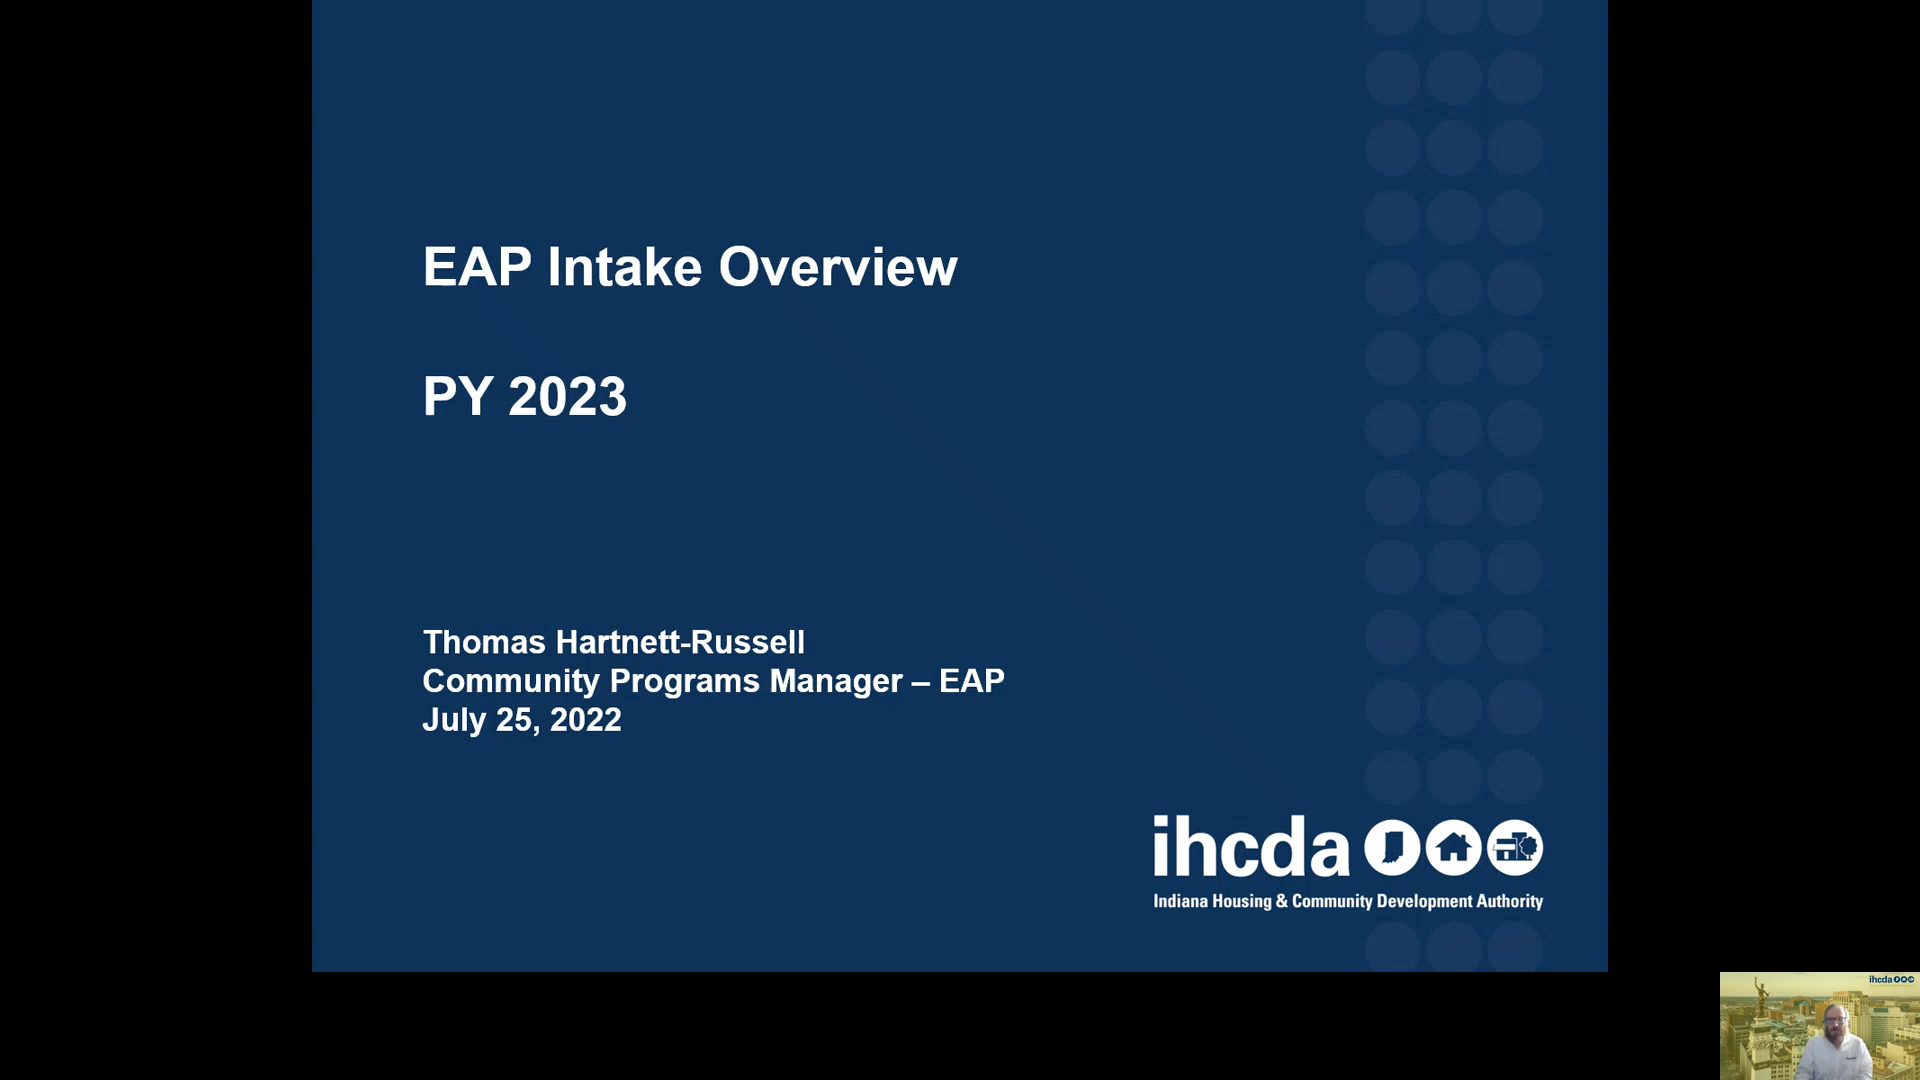 EAP Intake Overview
PY 2023
Thomas Hartnett-Russell
Community Programs Manager – EAP
July 25, 2022
ihcda
Indiana Housing & Community Development Authority
ihcda